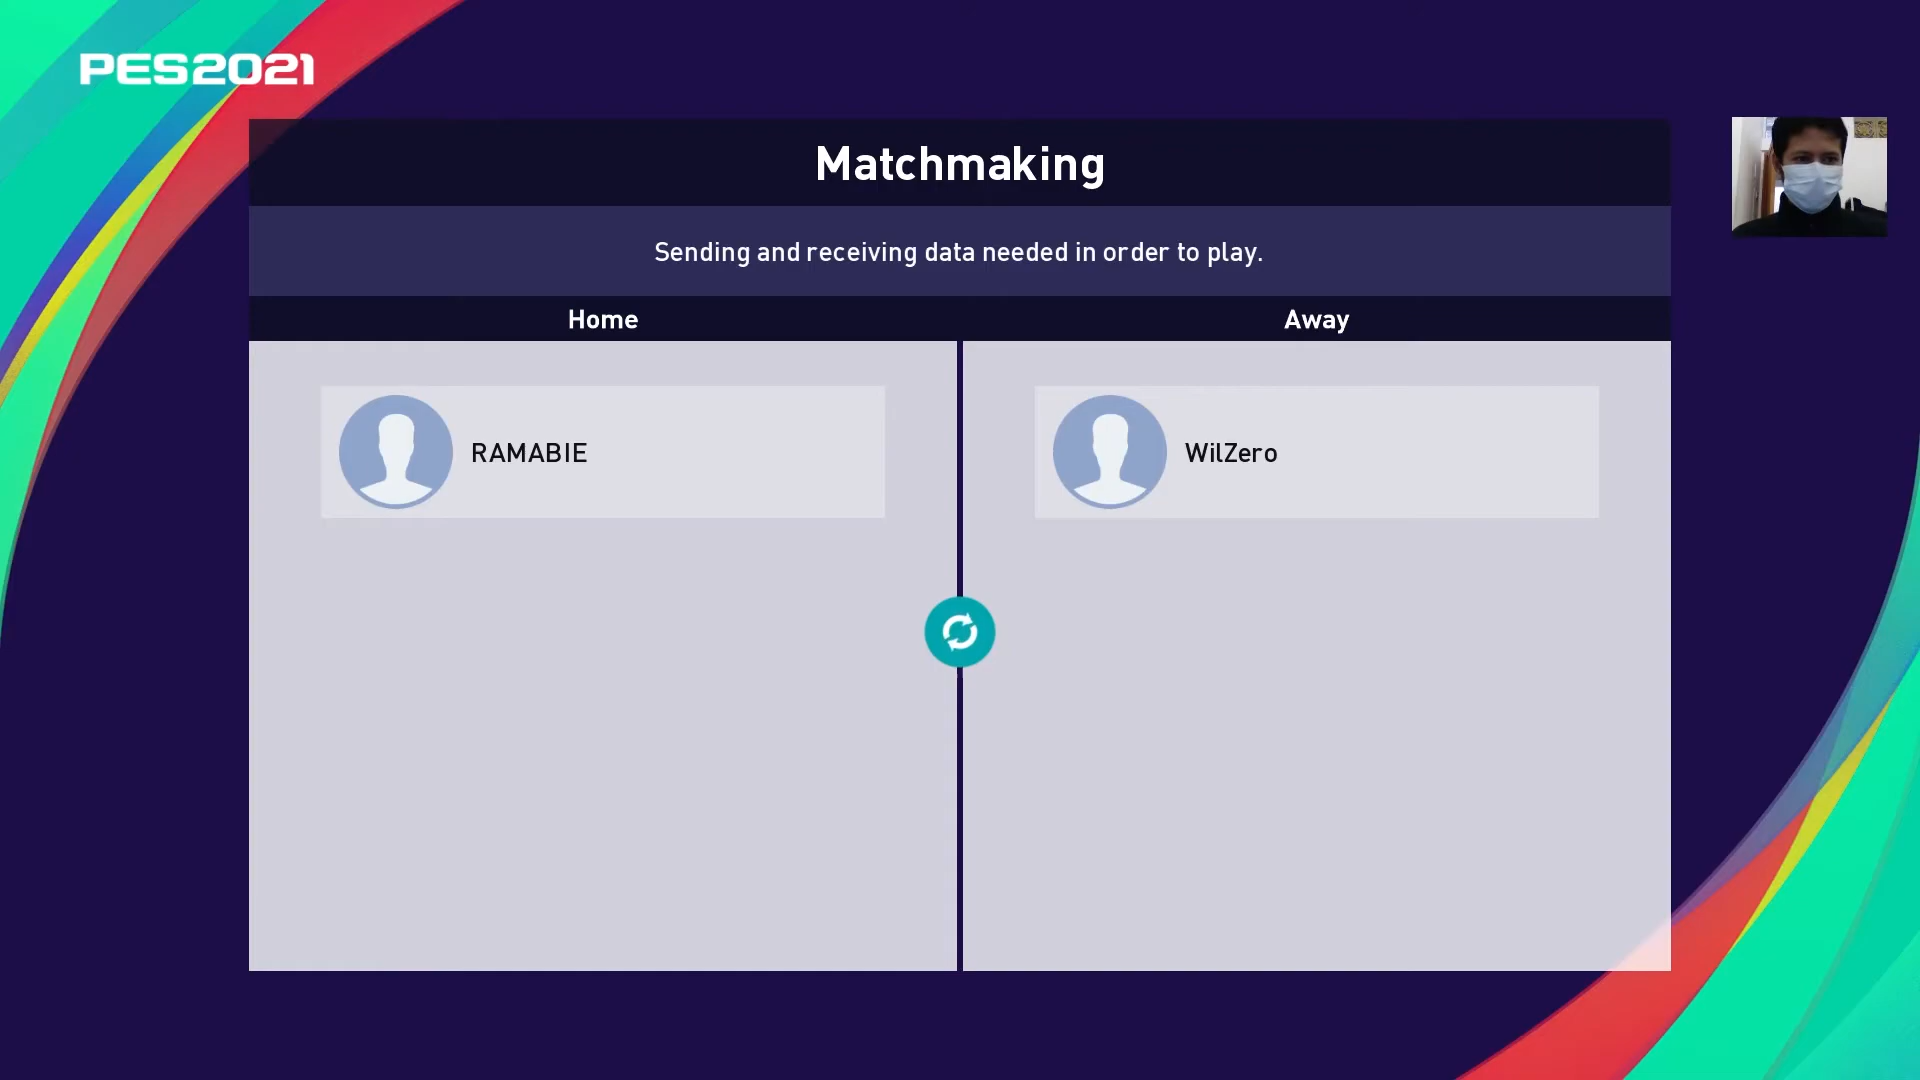 PES2021
Matchmaking
Sending and receiving data needed in order to play.
Home
Away
RAMABIE
WilZero